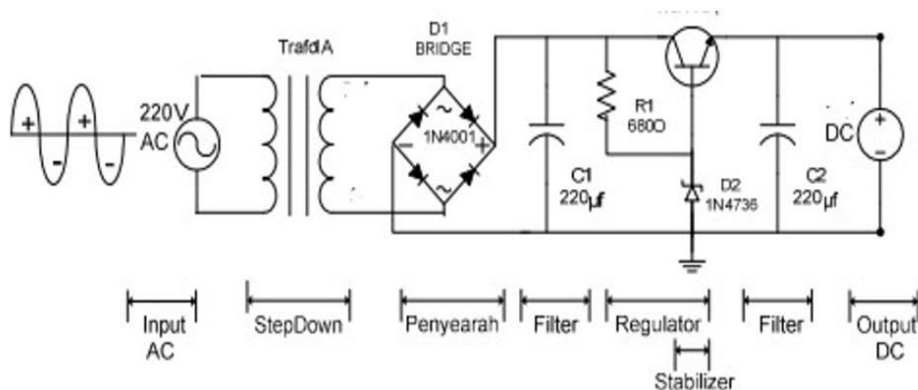 D1
BRIDGE
Trafo1A
220V
AC
+
+
-
-
~
1N4001
-
+
~
R1
680O
C1
220µf
D2
1N4736
C2
220µf
DC
+
-
Input
AC
StepDown
Penyearah
Filter
Regulator
Stabilizer
Filter
Output
DC